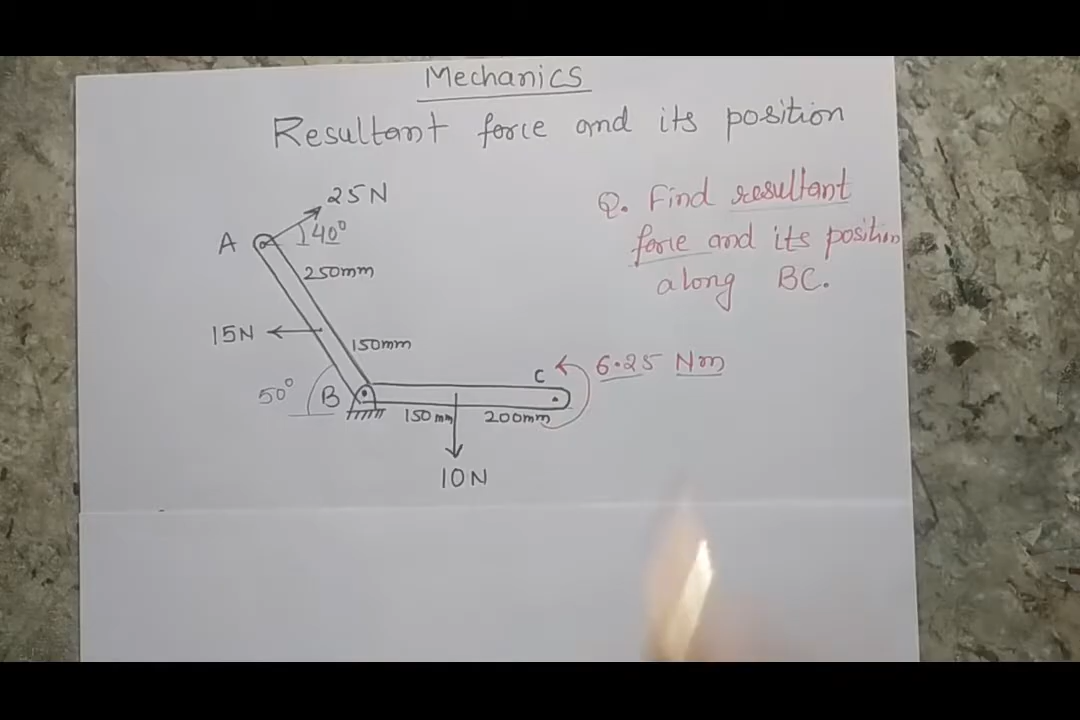 Mechanics
Resultant force and its position
25N
A
40°
250mm
Q. Find resultant
force and its position
along BC.
15N
150mm
50°
B
C
6.25 Nm
150mm
200mm
10N